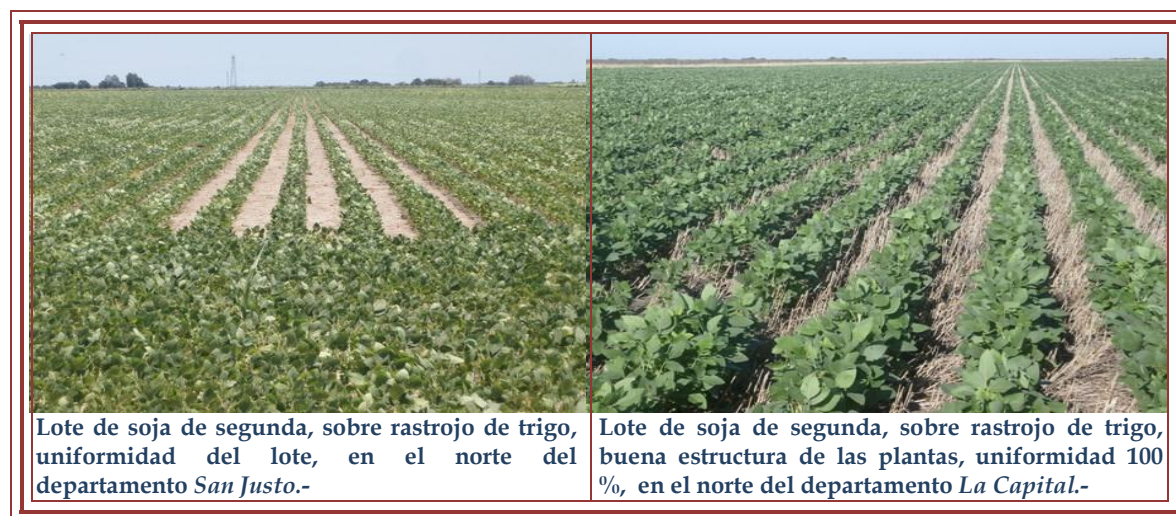 Lote de soja de segunda, sobre rastrojo de trigo,
uniformidad del lote, en el norte del
departamento San Justo.-
Lote de soja de segunda, sobre rastrojo de trigo,
buena estructura de las plantas, uniformidad 100
%, en el norte del departamento La Capital.-